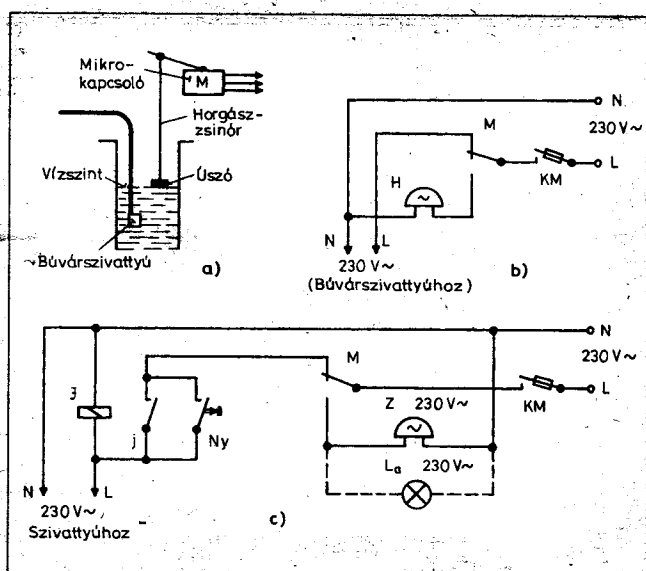 Mikro-
kapcsoló
M
Horgász-
zsinór
Vízszint
Úszó
Búvárszivattyú
a)
N
230 V~
L
M
KM
H
N
L
230 V~
(Búvárszivattyúhoz)
b)
N
230 V~
L
M
KM
Z 230 V~
La 230 V~
J
j
Ny
N
L
230 V~
Szivattyúhoz
c)